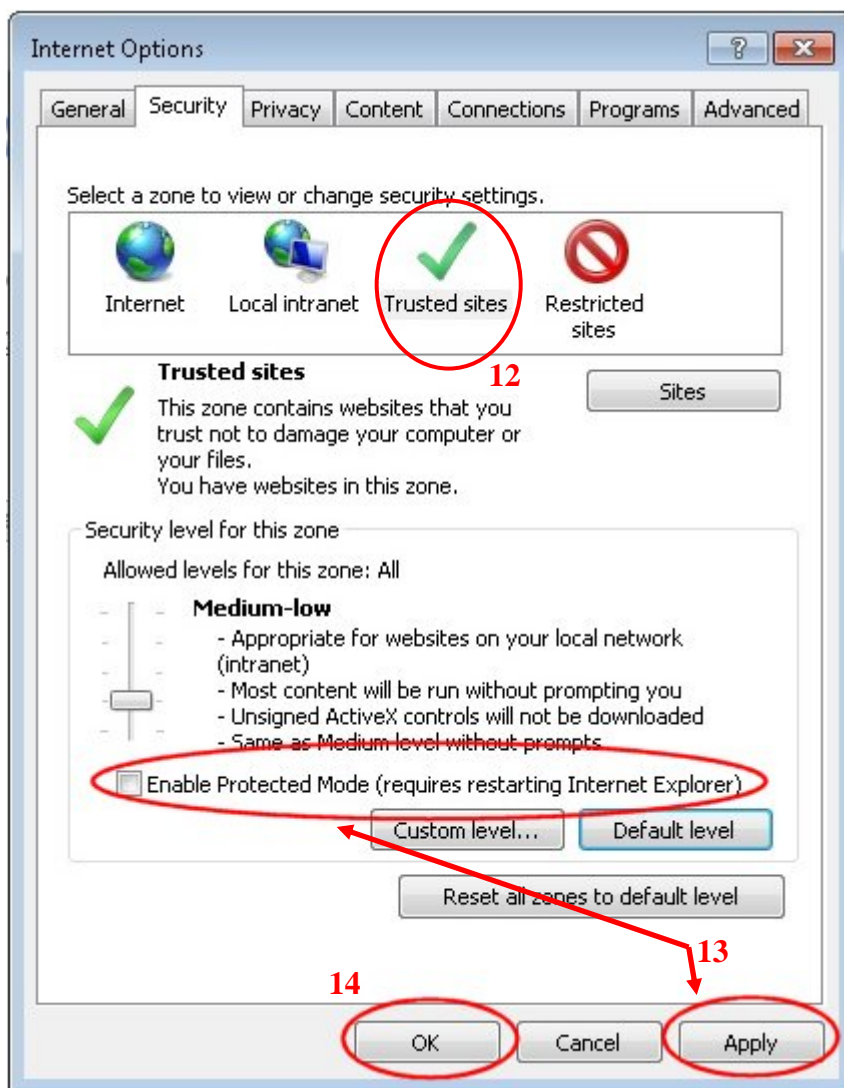 Internet Options
General Security Privacy Content Connections Programs Advanced
Select a zone to view or change security settings.
Internet Local intranet Trusted sites Restricted
sites
12
Trusted sites
Sites
This zone contains websites that you
trust not to damage your computer or
your files.
You have websites in this zone.
Security level for this zone
Allowed levels for this zone: All
Medium-low
- Appropriate for websites on your local network
(intranet)
- Most content will be run without prompting you
- Unsigned ActiveX controls will not be downloaded
- Same as Medium level without prompts
Enable Protected Mode (requires restarting Internet Explorer)
Custom level... Default level
Reset all zones to default level
13
14
OK Cancel Apply